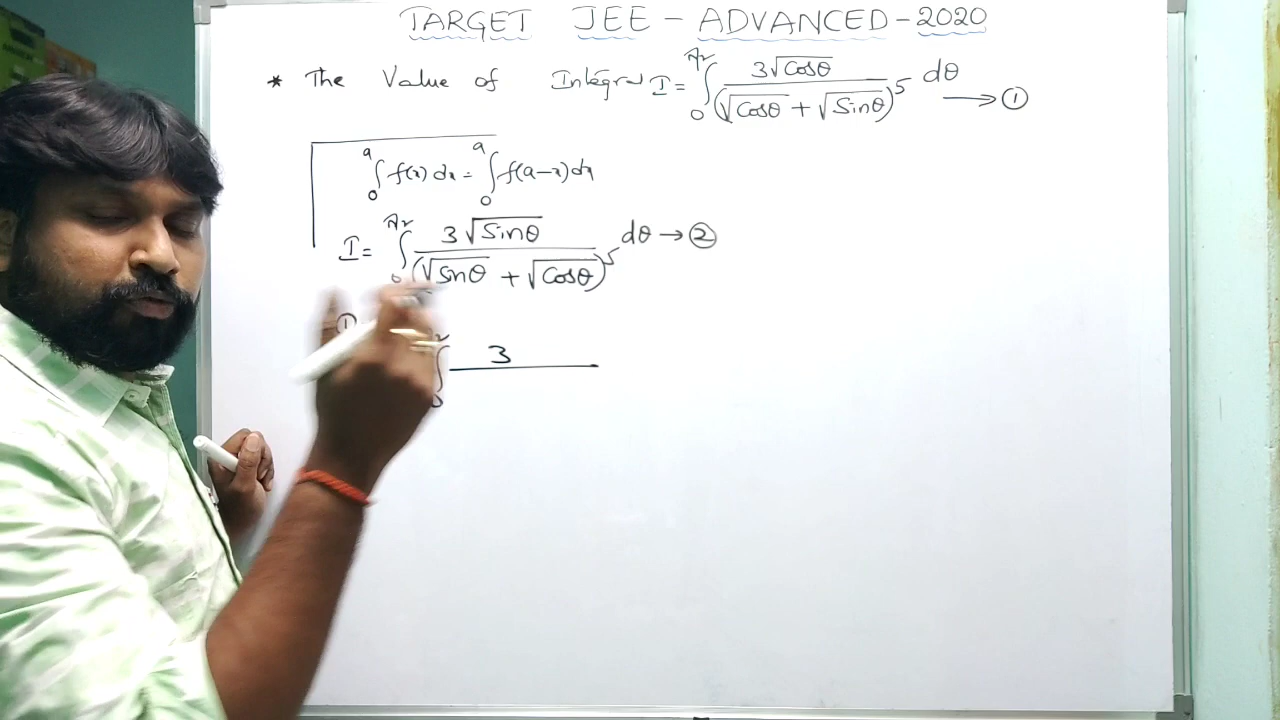 TARGET JEE - ADVANCED - 2020
* The Value of Integral I = ∫₀^{π/2} 3√Cosθ / (√Cosθ + √Sinθ)^5 dθ → ①
∫₀^a f(x) dx = ∫₀^a f(a-x) dx
I = ∫₀^{π/2} 3√Sinθ / (√Sinθ + √Cosθ)^5 dθ → ②
①
∫ 3